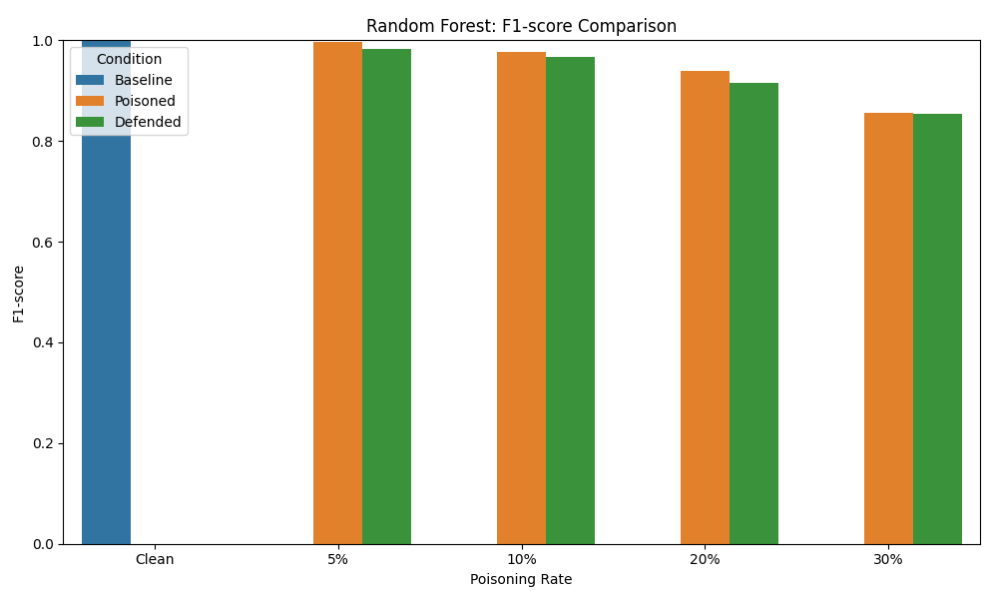 Random Forest: F1-score Comparison
Condition
Baseline
Poisoned
Defended
1.0
0.8
0.6
0.4
0.2
0.0
F1-score
Clean 5% 10% 20% 30%
Poisoning Rate